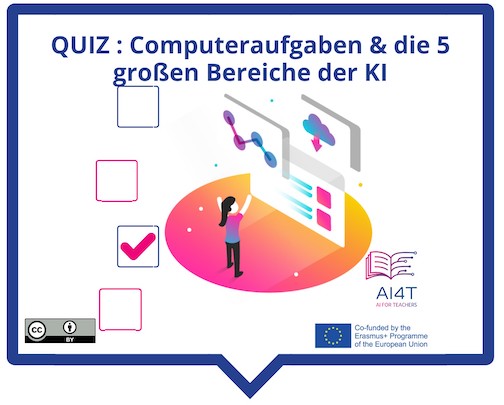 QUIZ : Computeraufgaben & die 5
großen Bereiche der KI
AI4T
AI FOR TEACHERS
CC
BY
Co-funded by the
Erasmus+ Programme
of the European Union